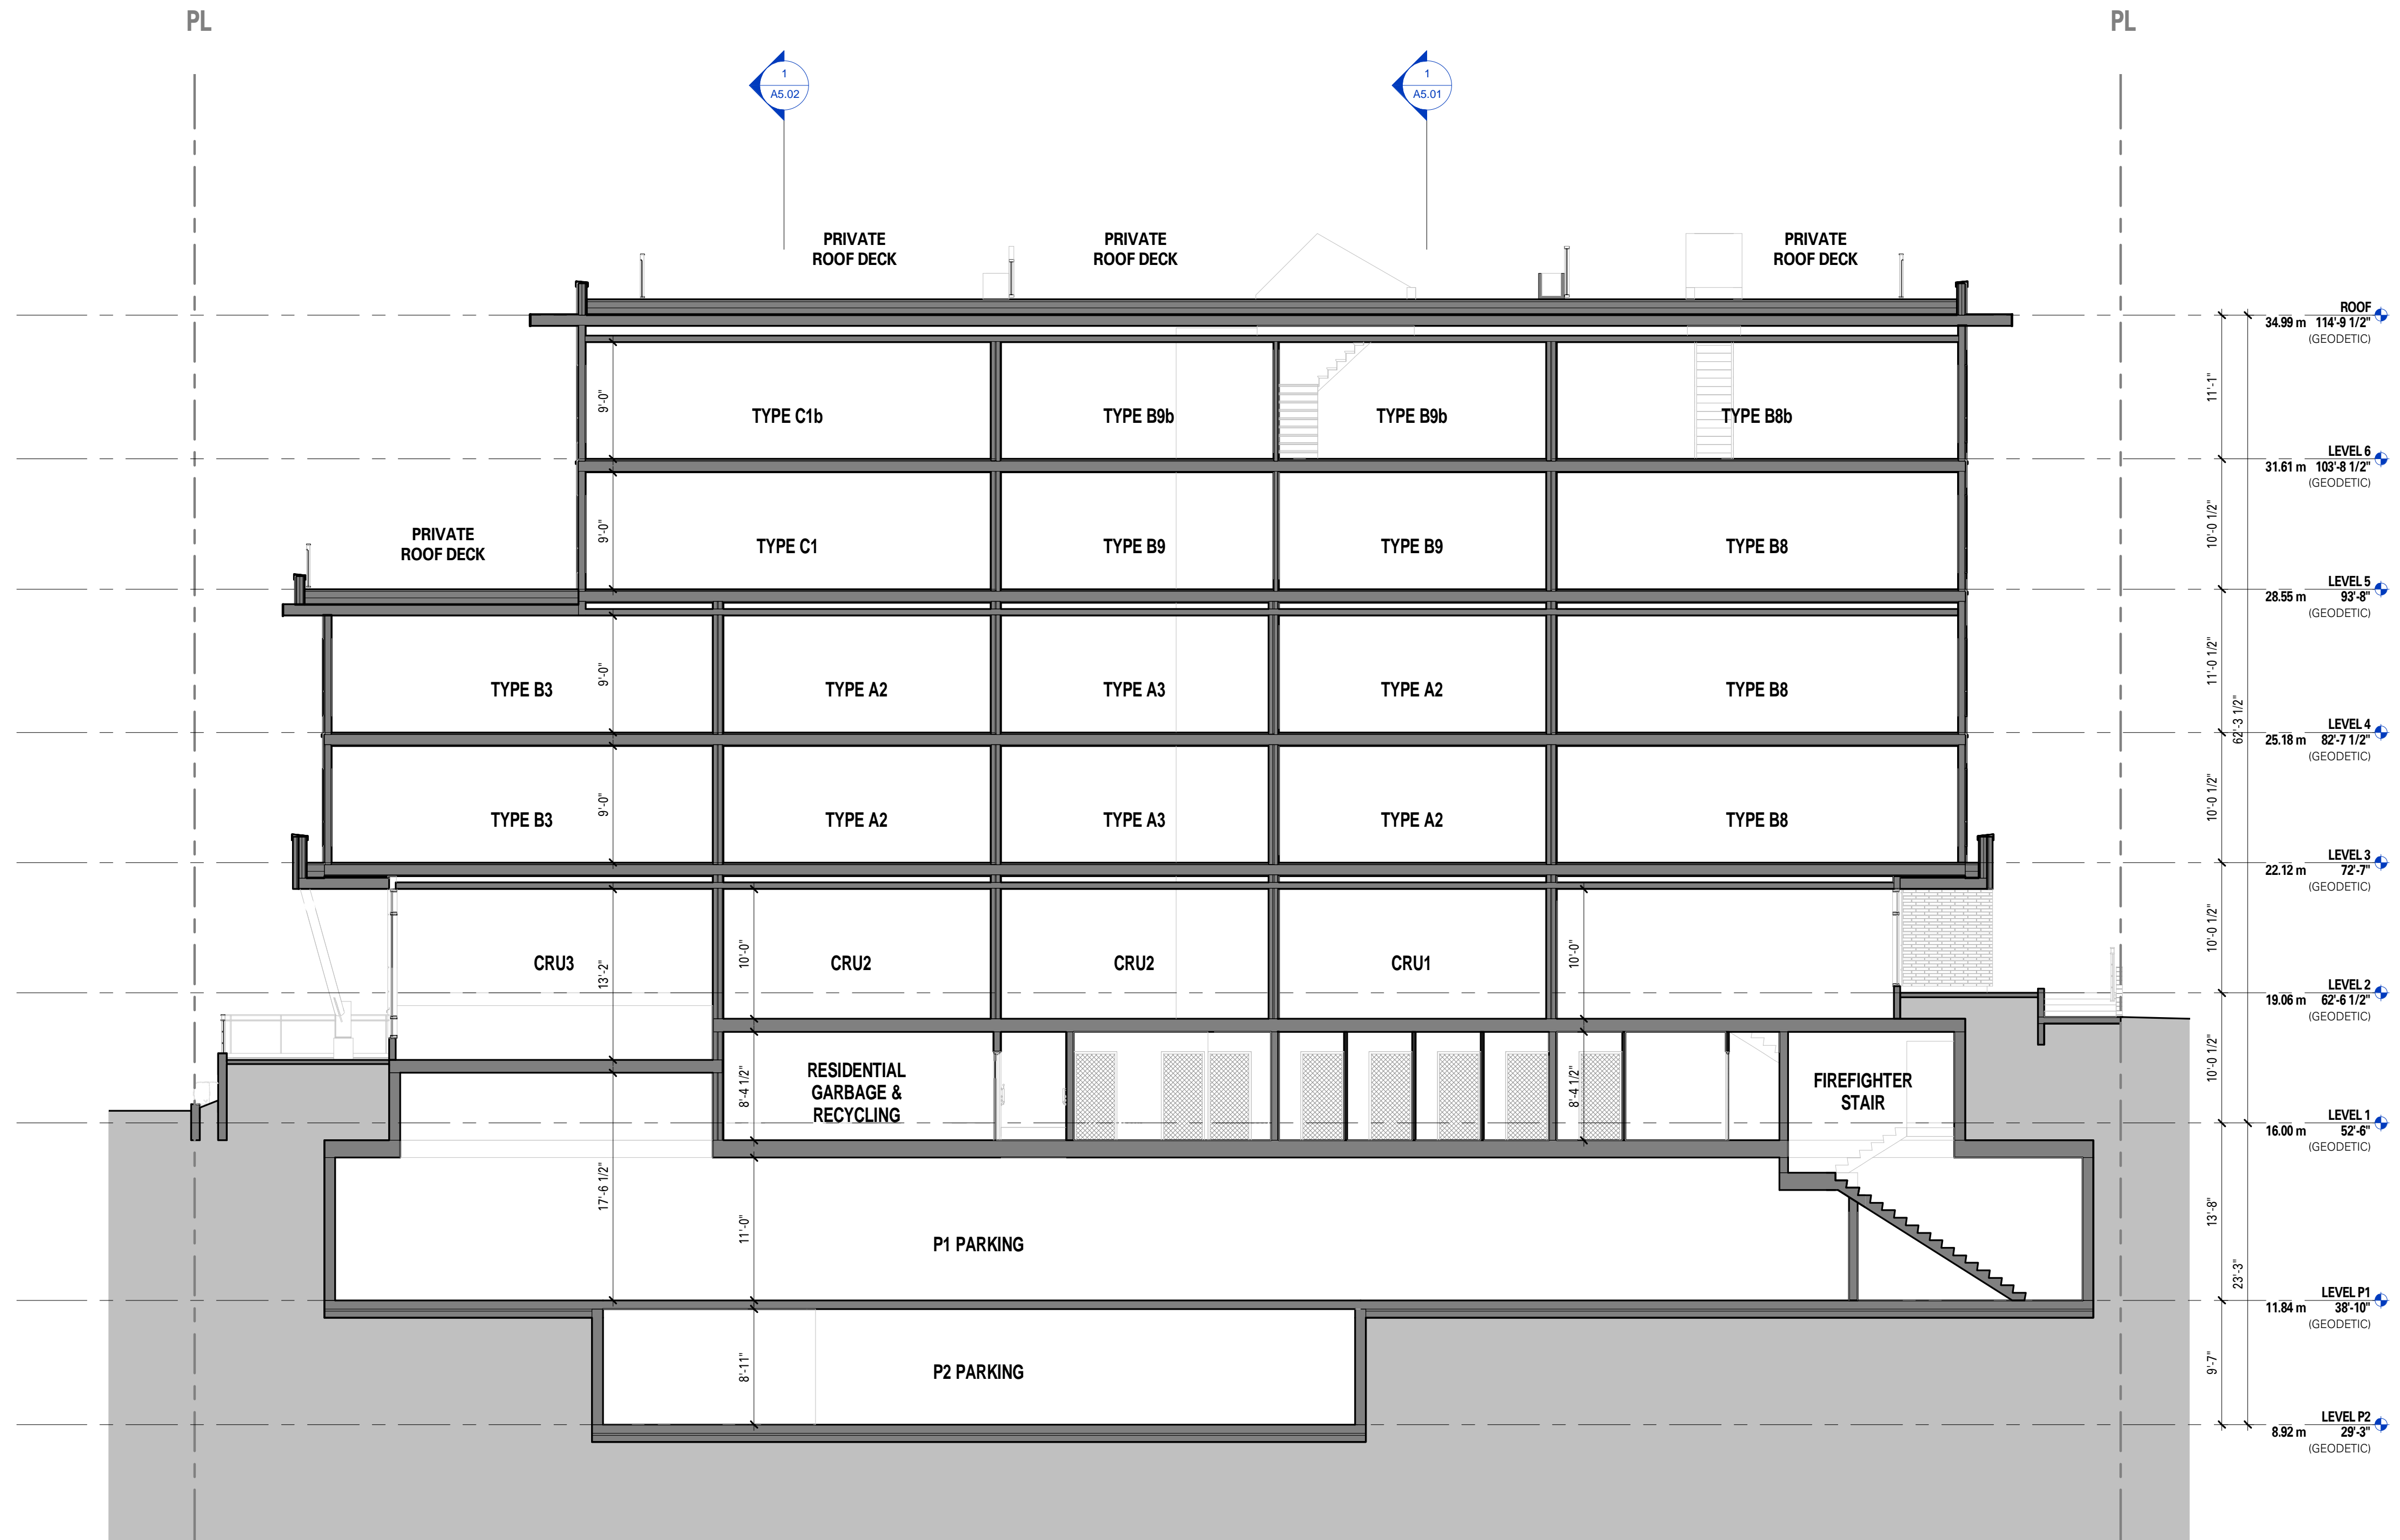 PL
PL
1
A5.02
1
A5.01
PRIVATE
ROOF DECK
PRIVATE
ROOF DECK
PRIVATE
ROOF DECK
ROOF
34.99 m 114'-9 1/2"
(GEODETIC)
9'-0"
TYPE C1b
TYPE B9b
TYPE B9b
TYPE B8b
11'-1"
LEVEL 6
31.61 m 103'-8 1/2"
(GEODETIC)
PRIVATE
ROOF DECK
9'-0"
TYPE C1
TYPE B9
TYPE B9
TYPE B8
10'-0 1/2"
LEVEL 5
28.55 m 93'-8"
(GEODETIC)
TYPE B3
9'-0"
TYPE A2
TYPE A3
TYPE A2
TYPE B8
11'-0 1/2"
62'-3 1/2"
LEVEL 4
25.18 m 82'-7 1/2"
(GEODETIC)
TYPE B3
9'-0"
TYPE A2
TYPE A3
TYPE A2
TYPE B8
10'-0 1/2"
LEVEL 3
22.12 m 72'-7"
(GEODETIC)
CRU3
13'-2"
10'-0"
CRU2
CRU2
CRU1
10'-0"
10'-0 1/2"
LEVEL 2
19.06 m 62'-6 1/2"
(GEODETIC)
8'-4 1/2"
RESIDENTIAL
GARBAGE &
RECYCLING
8'-4 1/2"
FIREFIGHTER
STAIR
10'-0 1/2"
LEVEL 1
16.00 m 52'-6"
(GEODETIC)
17'-6 1/2"
11'-0"
P1 PARKING
13'-8"
23'-3"
LEVEL P1
11.84 m 38'-10"
(GEODETIC)
8'-11"
P2 PARKING
9'-7"
LEVEL P2
8.92 m 29'-3"
(GEODETIC)